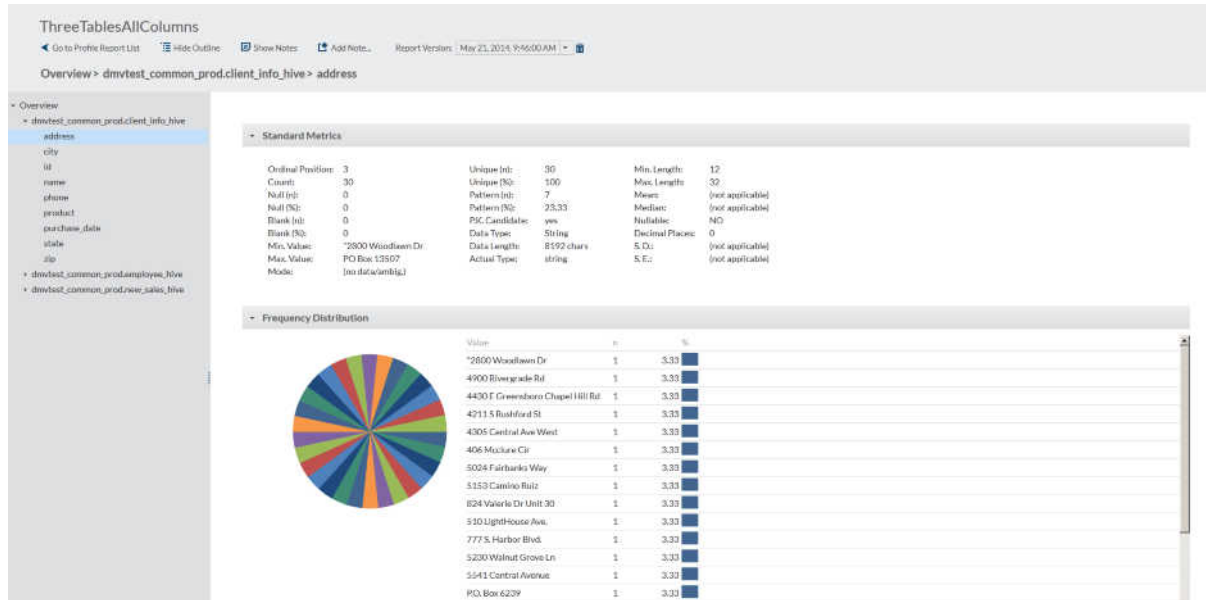 ThreeTablesAllColumns
Go to Profile Report List Hide Outline Show Notes Add Note... Report Version: May 21, 2014, 9:46:00 AM
Overview > dmvtest_common_prod.client_info_hive > address
Overview
dmvtest_common_prod.client_info_hive
address
city
id
name
phone
product
purchase_date
state
zip
dmvtest_common_prod.employee_hive
dmvtest_common_prod.new_sales_hive
Standard Metrics
Ordinal Position: 3 Unique (n): 30 Min. Length: 12
Count: 30 Unique (%): 100 Max. Length: 32
Null (n): 0 Pattern (n): 7 Mean: (not applicable)
Null (%): 0 Pattern (%): 23.33 Median: (not applicable)
Blank (n): 0 P.K. Candidate: yes Nullable: NO
Blank (%): 0 Data Type: String Decimal Places: 0
Min. Value: "2800 Woodlawn Dr Data Length: 8192 chars S. D.: (not applicable)
Max. Value: PO Box 13507 Actual Type: string S. E.: (not applicable)
Mode: (no data/ambig.)
Frequency Distribution
Value n %
"2800 Woodlawn Dr 1 3.33
4900 Rivergrade Rd 1 3.33
4430 E Greensboro Chapel Hill Rd 1 3.33
4211 S Rushford St 1 3.33
4305 Central Ave West 1 3.33
406 Mcclure Cir 1 3.33
5024 Fairbanks Way 1 3.33
5153 Camino Ruiz 1 3.33
824 Valerie Dr Unit 30 1 3.33
510 LightHouse Ave. 1 3.33
777 S. Harbor Blvd. 1 3.33
5230 Walnut Grove Ln 1 3.33
5541 Central Avenue 1 3.33
P.O. Box 6239 1 3.33